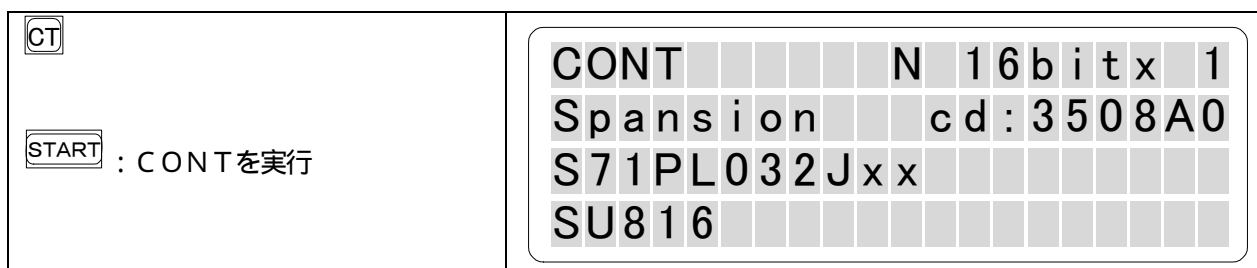 CT
START : ＣＯＮＴを実行
CONT N 16bitx 1
Spansion cd:3508A0
S71PL032Jxx
SU816